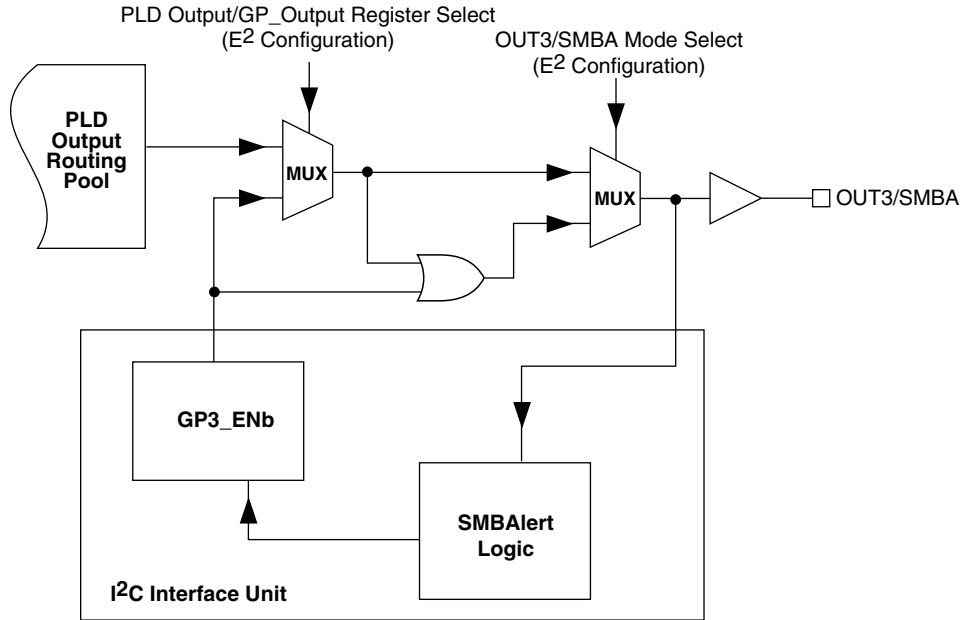 PLD Output/GP_Output Register Select
(E2 Configuration)
OUT3/SMBA Mode Select
(E2 Configuration)
PLD
Output
Routing
Pool
MUX
MUX
OUT3/SMBA
GP3_ENb
SMBAlert
Logic
I2C Interface Unit